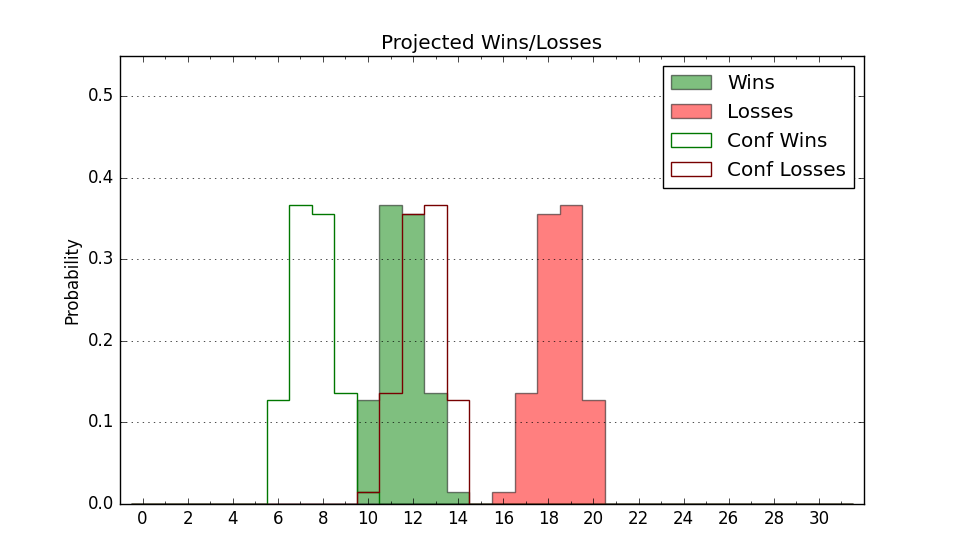 Projected Wins/Losses
Wins
Losses
Conf Wins
Conf Losses
Probability
0.5
0.4
0.3
0.2
0.1
0.0
0 2 4 6 8 10 12 14 16 18 20 22 24 26 28 30